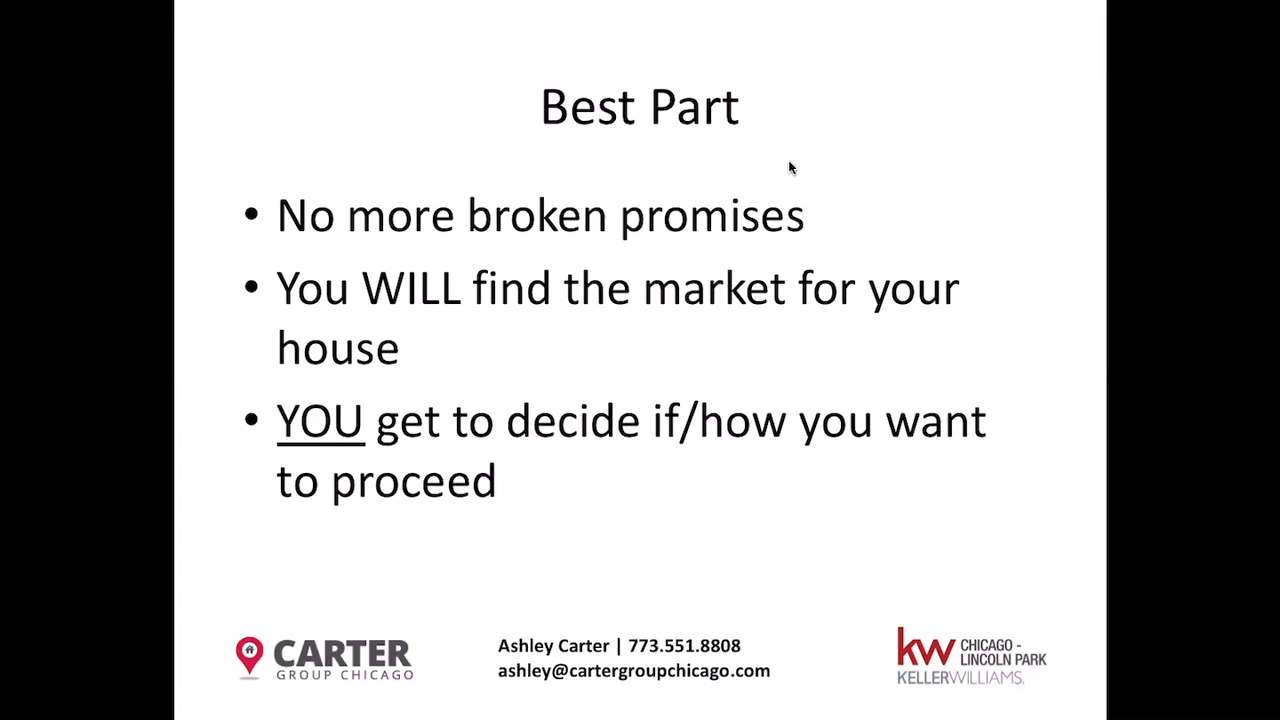 Best Part
• No more broken promises
• You WILL find the market for your
house
• YOU get to decide if/how you want
to proceed
CARTER
GROUP CHICAGO
Ashley Carter | 773.551.8808
ashley@cartergroupchicago.com
kw CHICAGO -
LINCOLN PARK
KELLERWILLIAMS.